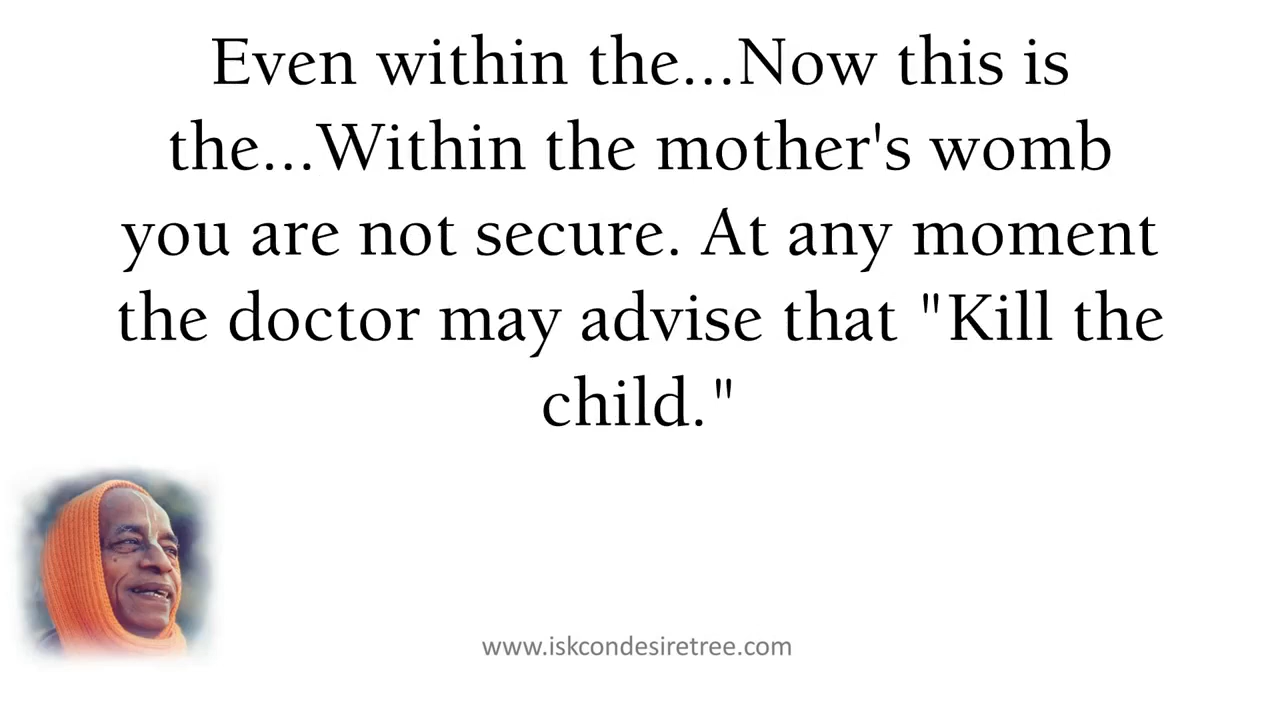 Even within the...Now this is
the...Within the mother's womb
you are not secure. At any moment
the doctor may advise that "Kill the
child."
www.iskcondesiretree.com